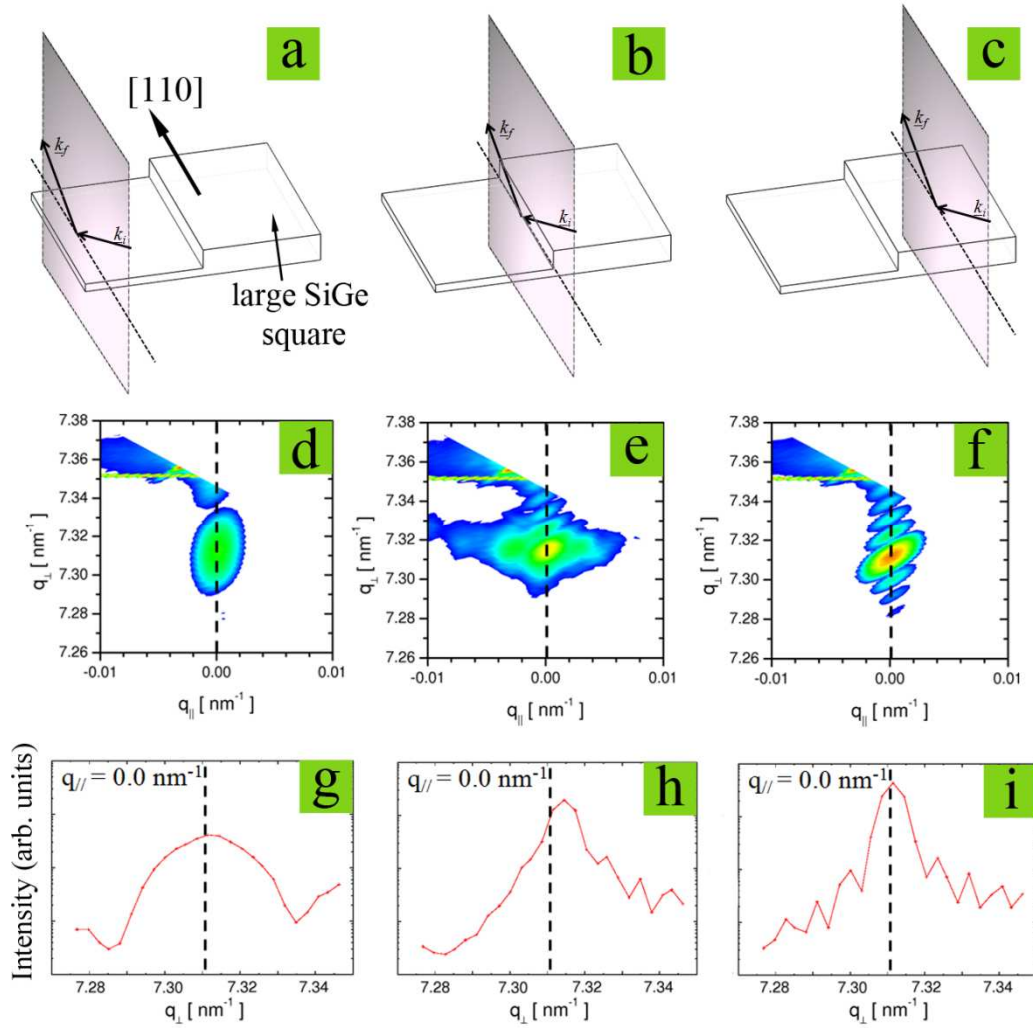 a
b
c
[110]
k_f
k_i
k_f
k_i
k_f
k_i
large SiGe
square
d
e
f
7.38
7.36
7.34
7.32
7.30
7.28
7.26
q⊥ [ nm⁻¹ ]
-0.01 0.00 0.01
q|| [ nm⁻¹ ]
7.38
7.36
7.34
7.32
7.30
7.28
7.26
q⊥ [ nm⁻¹ ]
-0.01 0.00 0.01
q|| [ nm⁻¹ ]
7.38
7.36
7.34
7.32
7.30
7.28
7.26
q⊥ [ nm⁻¹ ]
-0.01 0.00 0.01
q|| [ nm⁻¹ ]
Intensity (arb. units)
q// = 0.0 nm⁻¹
g
7.28 7.30 7.32 7.34
q⊥ [ nm⁻¹ ]
q// = 0.0 nm⁻¹
h
7.28 7.30 7.32 7.34
q⊥ [ nm⁻¹ ]
q// = 0.0 nm⁻¹
i
7.28 7.30 7.32 7.34
q⊥ [ nm⁻¹ ]